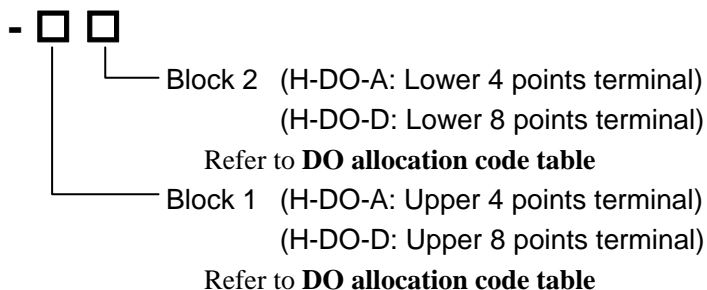 - □ □
Block 2 (H-DO-A: Lower 4 points terminal)
(H-DO-D: Lower 8 points terminal)
Refer to DO allocation code table
Block 1 (H-DO-A: Upper 4 points terminal)
(H-DO-D: Upper 8 points terminal)
Refer to DO allocation code table